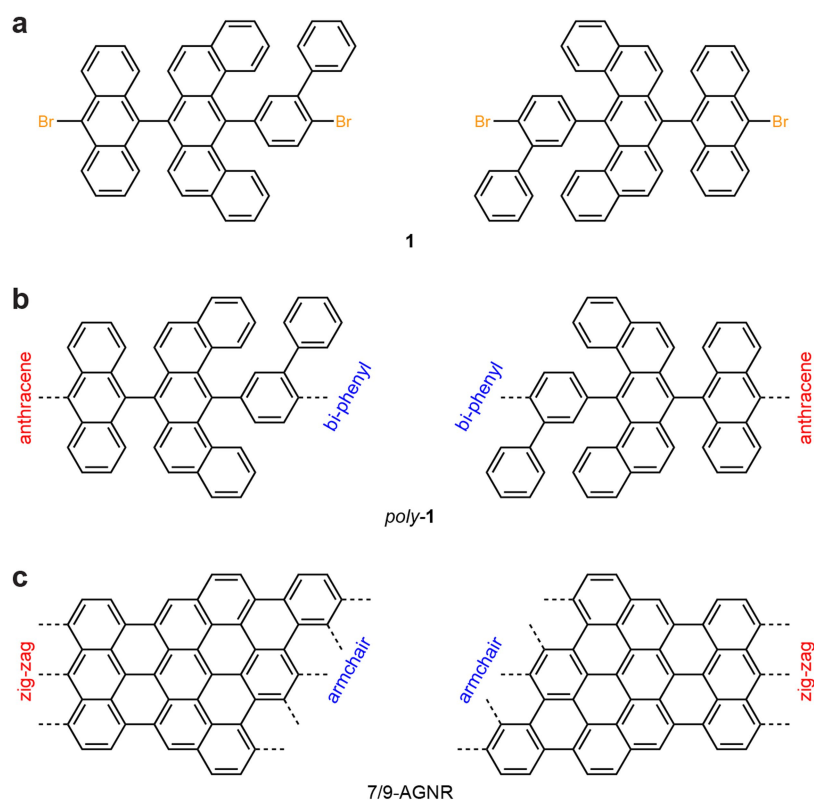 a
Br Br Br Br
1
b
anthracene bi-phenyl bi-phenyl anthracene
poly-1
c
zig-zag armchair armchair zig-zag
7/9-AGNR